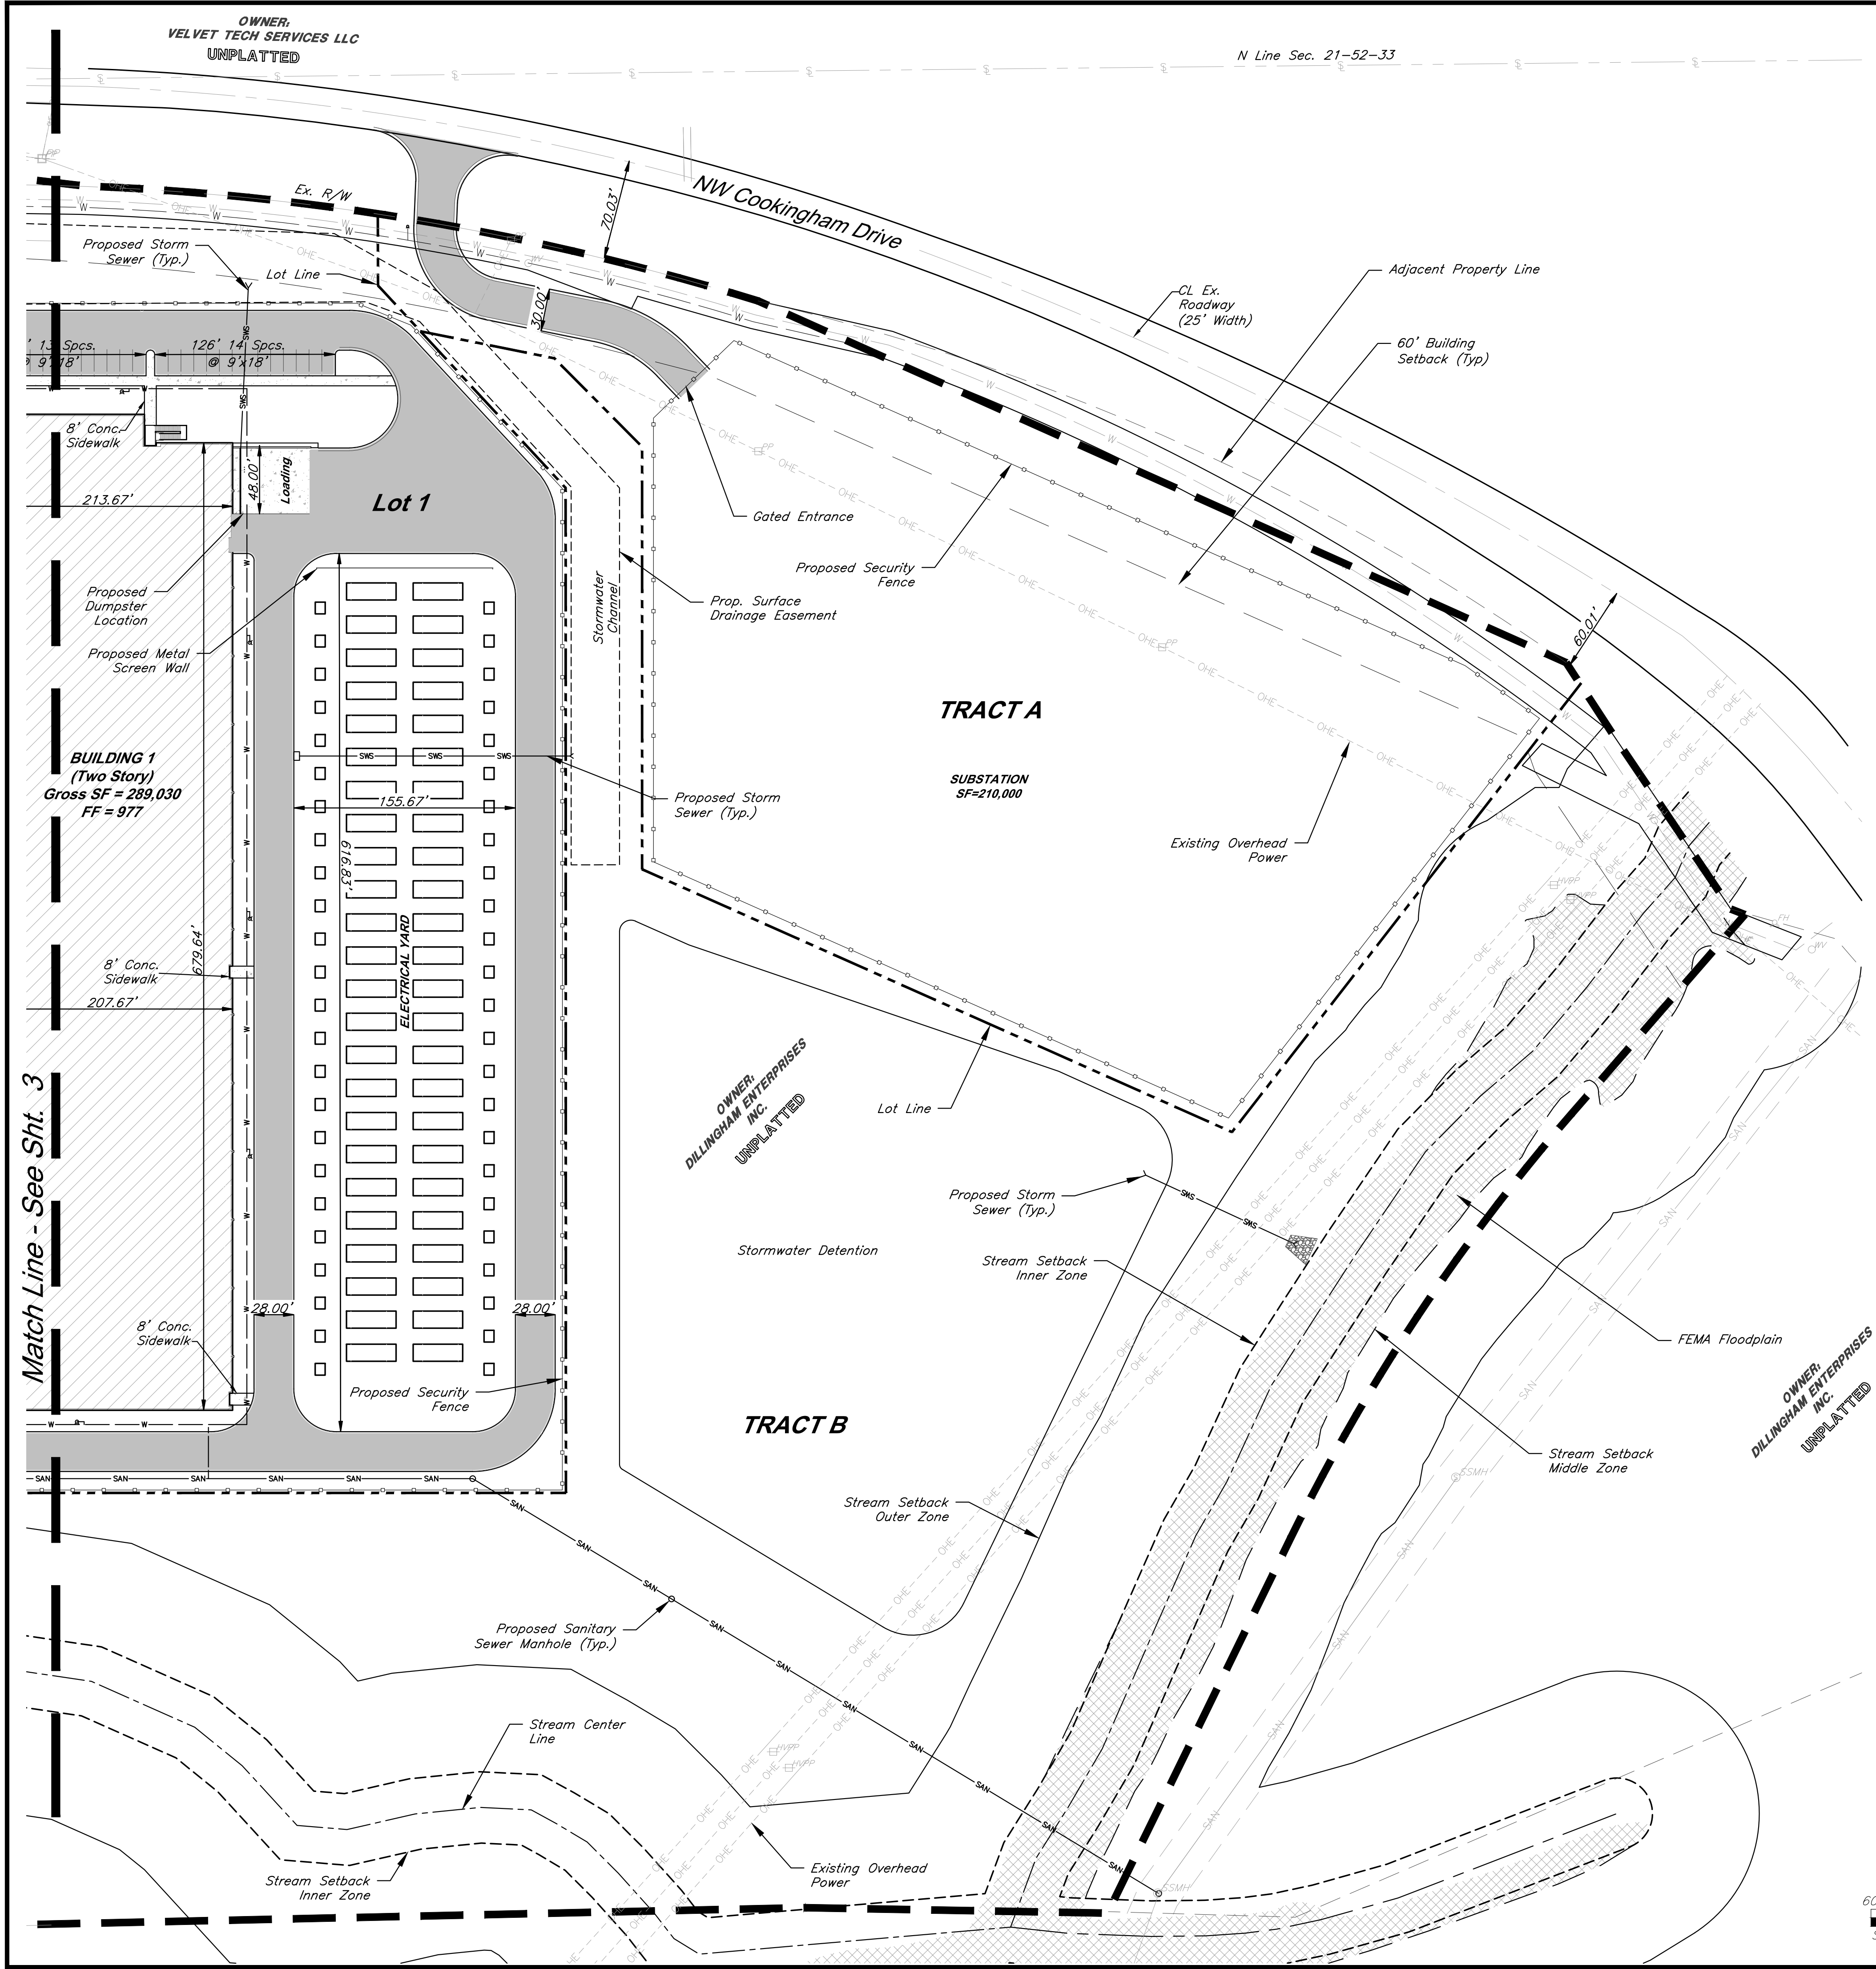 OWNER:
VELVET TECH SERVICES LLC
UNPLATTED
N Line Sec. 21-52-33
NW Cookingham Drive
Ex. R/W
70.03'
Proposed Storm
Sewer (Typ.)
Lot Line
30.00'
CL Ex.
Roadway
(25' Width)
Adjacent Property Line
60' Building
Setback (Typ)
' 13 Spcs.
@ 9'x18'
126' 14 Spcs.
@ 9'x18'
8' Conc.
Sidewalk
48.00'
Loading
213.67'
Lot 1
Gated Entrance
Proposed Security
Fence
Proposed
Dumpster
Location
Proposed Metal
Screen Wall
Stormwater
Channel
Prop. Surface
Drainage Easement
60.01'
TRACT A
SUBSTATION
SF=210,000
BUILDING 1
(Two Story)
Gross SF = 289,030
FF = 977
155.67'
616.83'
Proposed Storm
Sewer (Typ.)
Existing Overhead
Power
679.64'
ELECTRICAL YARD
8' Conc.
Sidewalk
207.67'
Match Line - See Sht. 3
OWNER:
DILLINGHAM ENTERPRISES
INC.
UNPLATTED
Lot Line
Proposed Storm
Sewer (Typ.)
Stormwater Detention
Stream Setback
Inner Zone
28.00'
28.00'
8' Conc.
Sidewalk
FEMA Floodplain
Proposed Security
Fence
TRACT B
OWNER:
DILLINGHAM ENTERPRISES
INC.
UNPLATTED
Stream Setback
Middle Zone
Stream Setback
Outer Zone
SSMH
Proposed Sanitary
Sewer Manhole (Typ.)
Stream Center
Line
HVPP
HVPP
Existing Overhead
Power
Stream Setback
Inner Zone
SSMH